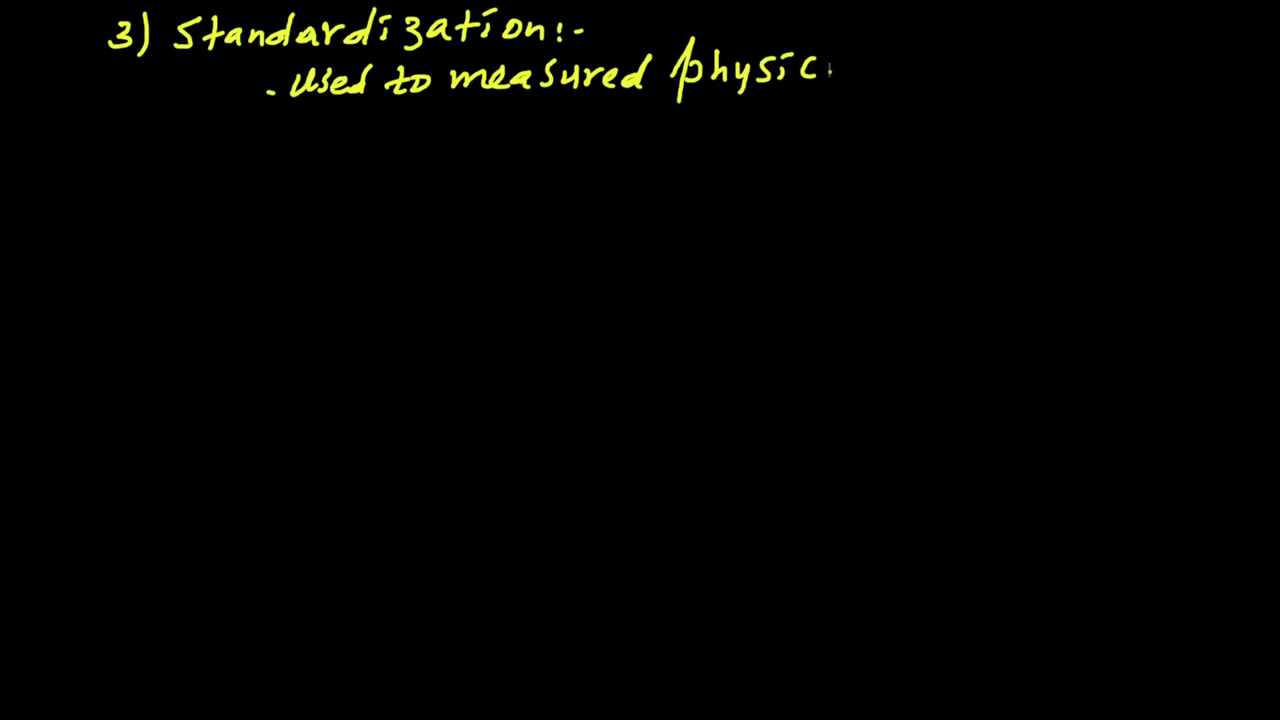 3) Standardization:-
. Used to measured physic